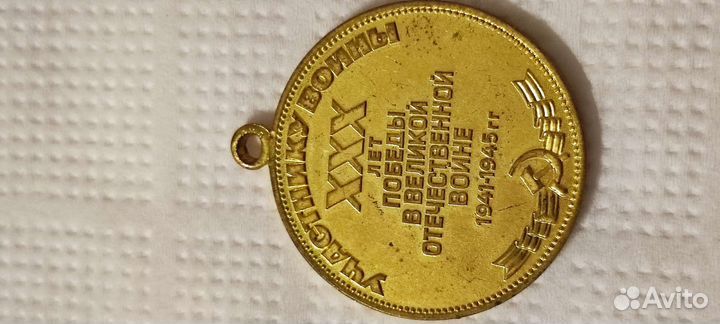 УЧАСТНИКУ ВОЙНЫ
XXX
ЛЕТ
ПОБЕДЫ
В ВЕЛИКОЙ
ОТЕЧЕСТВЕННОЙ
ВОЙНЕ
1941-1945 гг
Avito